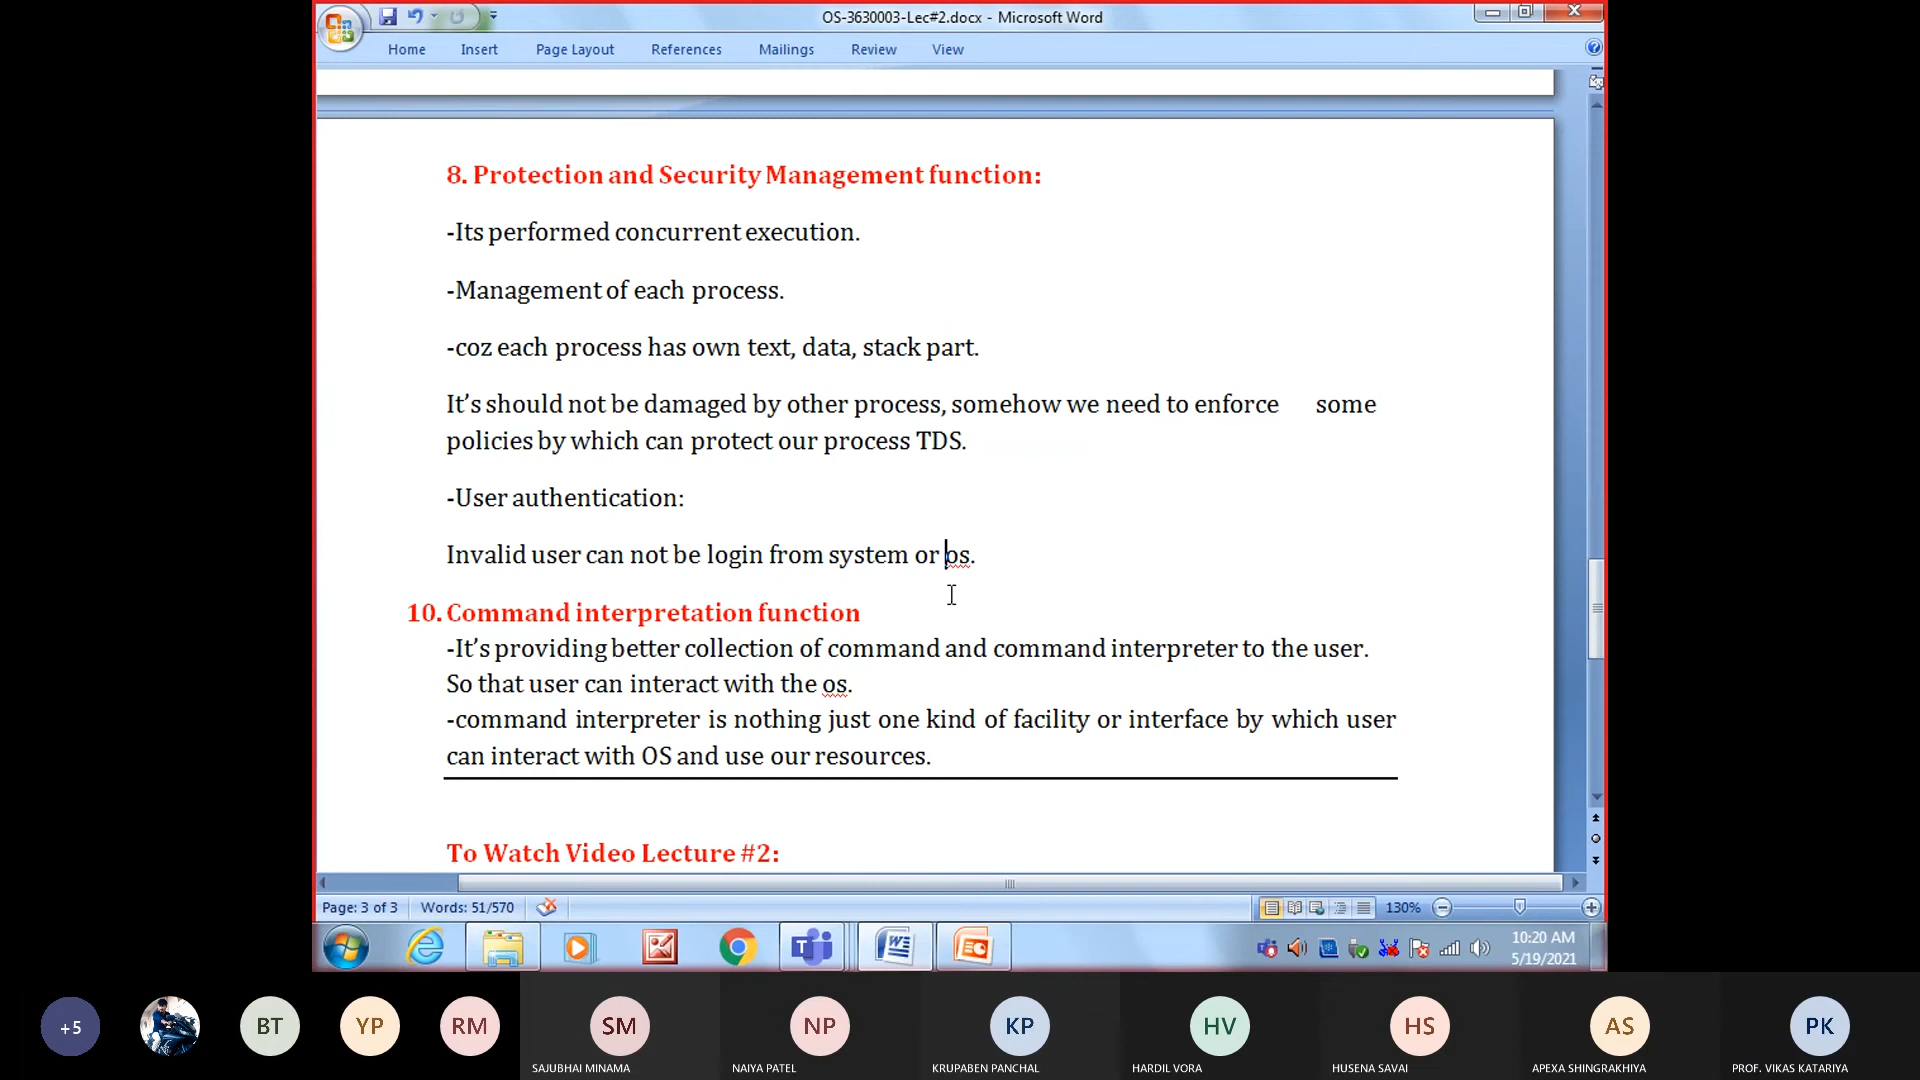 OS-3630003-Lec#2.docx - Microsoft Word
Home Insert Page Layout References Mailings Review View
8. Protection and Security Management function:
-Its performed concurrent execution.
-Management of each process.
-coz each process has own text, data, stack part.
It's should not be damaged by other process, somehow we need to enforce some
policies by which can protect our process TDS.
-User authentication:
Invalid user can not be login from system or os.
10. Command interpretation function
-It's providing better collection of command and command interpreter to the user.
So that user can interact with the os.
-command interpreter is nothing just one kind of facility or interface by which user
can interact with OS and use our resources.
To Watch Video Lecture #2:
Page: 3 of 3 Words: 51/570 130%
10:20 AM
5/19/2021
+5 BT YP RM SM NP KP HV HS AS PK
SAJUBHAI MINAMA NAIYA PATEL KRUPABEN PANCHAL HARDIL VORA HUSENA SAVAI APEXA SHINGRAKHIYA PROF. VIKAS KATARIYA